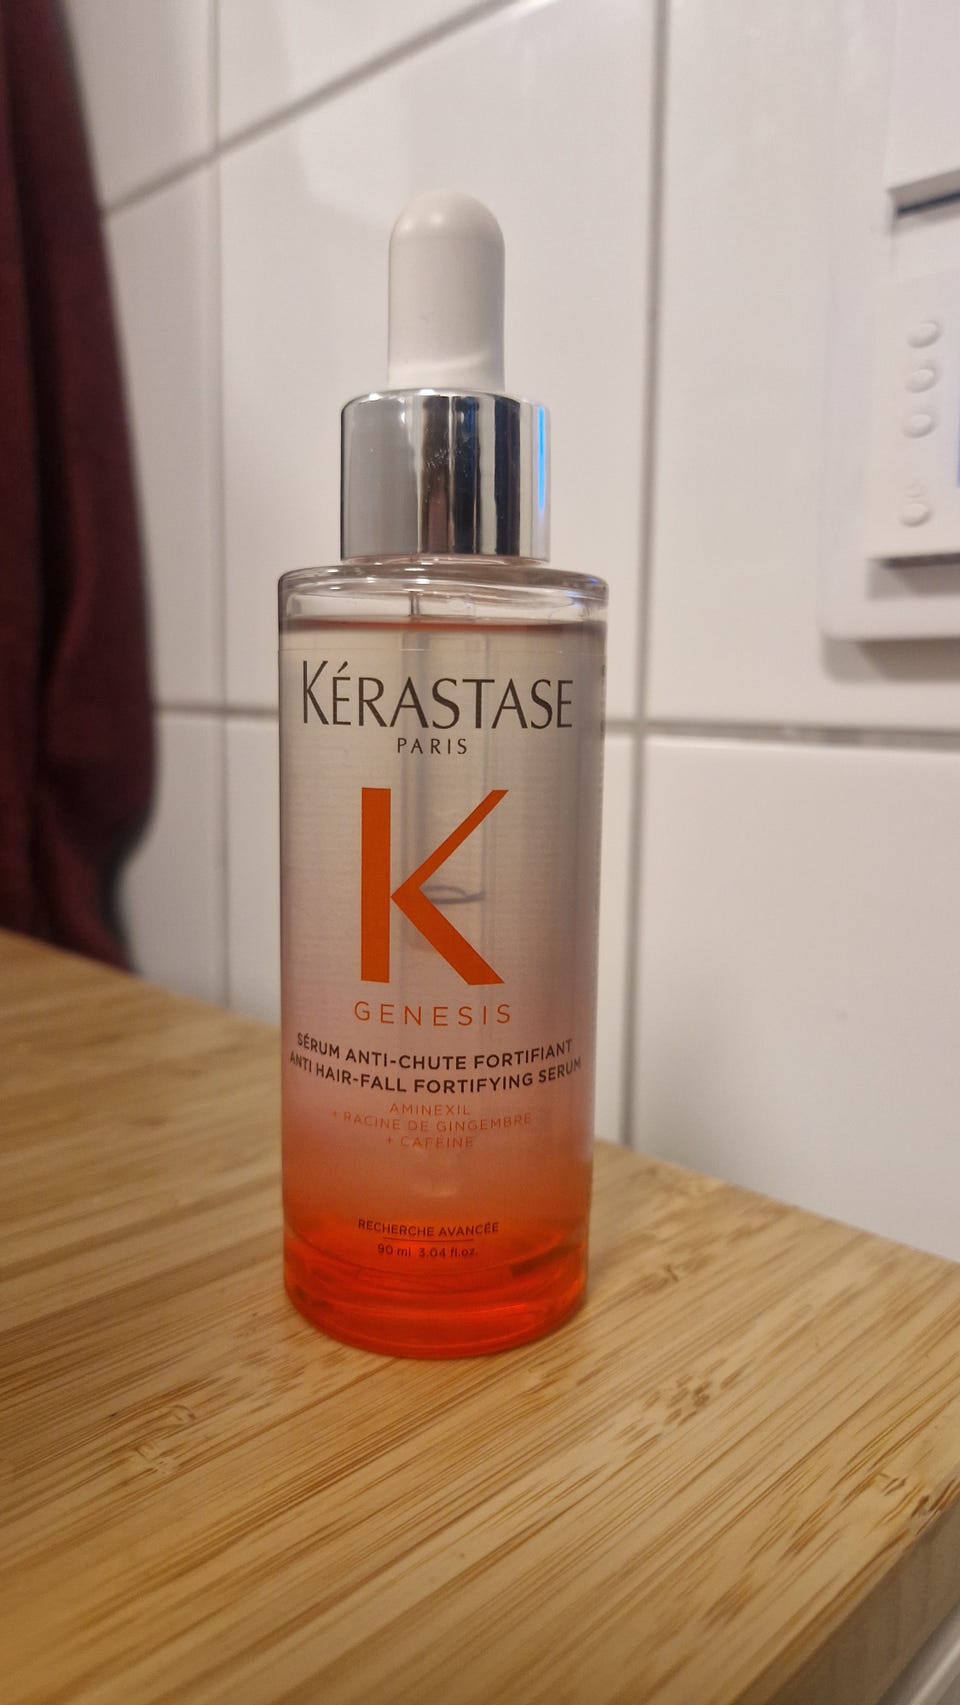 KÉRASTASE
PARIS
K
GENESIS
SÉRUM ANTI-CHUTE FORTIFIANT
ANTI HAIR-FALL FORTIFYING SERUM
AMINEXIL
+ RACINE DE GINGEMBRE
+ CAFÉINE
RECHERCHE AVANCÉE
90 ml 3.04 fl.oz.